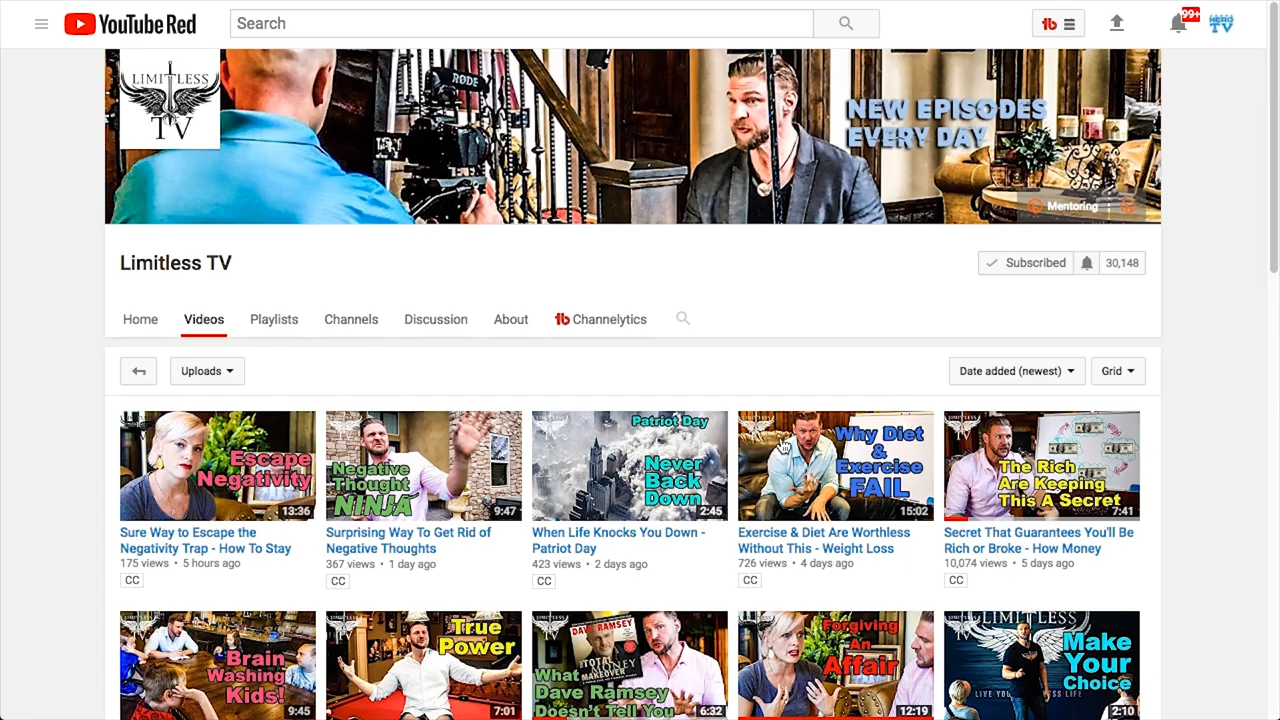 YouTube Red
Search
99+
HERO
TV
LIMITLESS
TV
RØDE
NEW EPISODES
EVERY DAY
Mentoring
Limitless TV
Subscribed
30,148
Home
Videos
Playlists
Channels
Discussion
About
Channelytics
Uploads
Date added (newest)
Grid
Escape
Negativity
13:36
Sure Way to Escape the
Negativity Trap - How To Stay
175 views • 5 hours ago
CC
Negative
Thought
NINJA
9:47
Surprising Way To Get Rid of
Negative Thoughts
367 views • 1 day ago
CC
Patriot Day
Never
Back
Down
2:45
When Life Knocks You Down -
Patriot Day
423 views • 2 days ago
CC
Why Diet
&
Exercise
FAIL
15:02
Exercise & Diet Are Worthless
Without This - Weight Loss
726 views • 4 days ago
CC
The Rich
Are Keeping
This A Secret
7:41
Secret That Guarantees You'll Be
Rich or Broke - How Money
10,074 views • 5 days ago
CC
Brain
Washing
Kids!
9:45
True
Power
7:01
DAVE RAMSEY
TOTAL
MONEY
MAKEOVER
What
Dave Ramsey
Doesn't Tell You
6:32
Forgiving
An
Affair
12:19
LIMITLESS
Make
Your
Choice
2:10